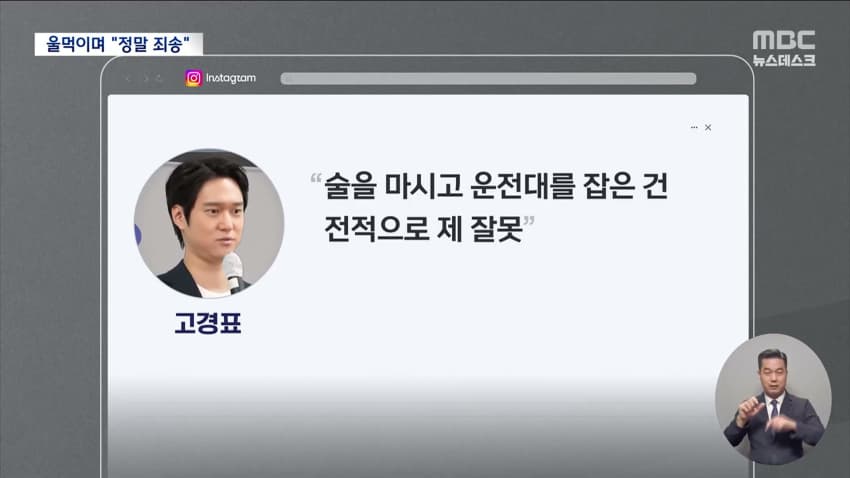 울먹이며 "정말 죄송"
MBC
뉴스데스크
Instagram
“술을 마시고 운전대를 잡은 건
전적으로 제 잘못”
고경표